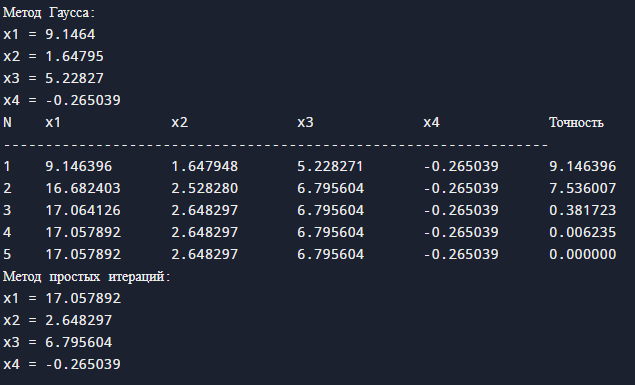 Метод Гаусса:
x1 = 9.1464
x2 = 1.64795
x3 = 5.22827
x4 = -0.265039
N x1 x2 x3 x4 Точность
-----------------------------------------------------------------
1 9.146396 1.647948 5.228271 -0.265039 9.146396
2 16.682403 2.528280 6.795604 -0.265039 7.536007
3 17.064126 2.648297 6.795604 -0.265039 0.381723
4 17.057892 2.648297 6.795604 -0.265039 0.006235
5 17.057892 2.648297 6.795604 -0.265039 0.000000
Метод простых итераций:
x1 = 17.057892
x2 = 2.648297
x3 = 6.795604
x4 = -0.265039